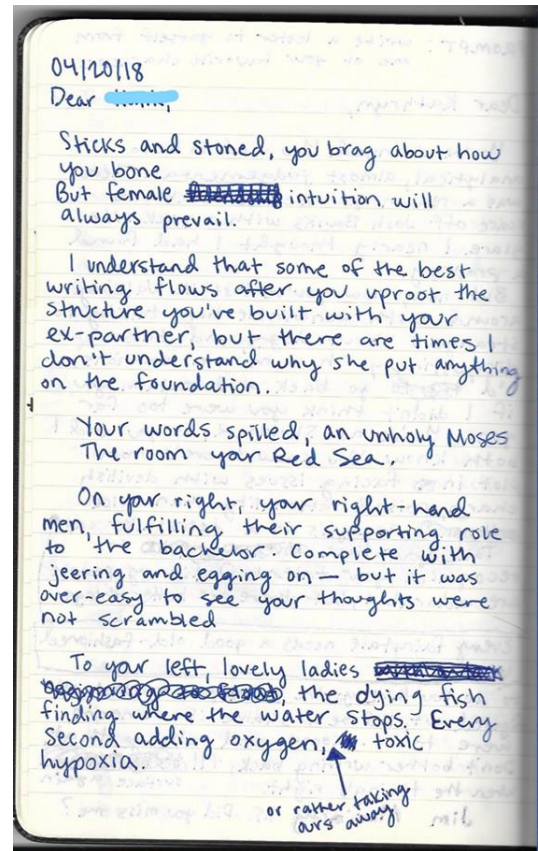 04/20/18
Dear
Sticks and stoned, you brag about how
you bone
But female intuition will
always prevail.
I understand that some of the best
writing flows after you uproot the
structure you've built with your
ex-partner, but there are times I
don't understand why she put anything
on the foundation.
Your words spilled, an unholy Moses
The room your Red Sea.
On your right, your right-hand
men, fulfilling their supporting role
to the bachelor. Complete with
jeering and egging on — but it was
over-easy to see your thoughts were
not scrambled
To your left, lovely ladies
, the dying fish
finding where the water stops. Every
second adding oxygen, toxic
hypoxia.
or rather taking
ours away